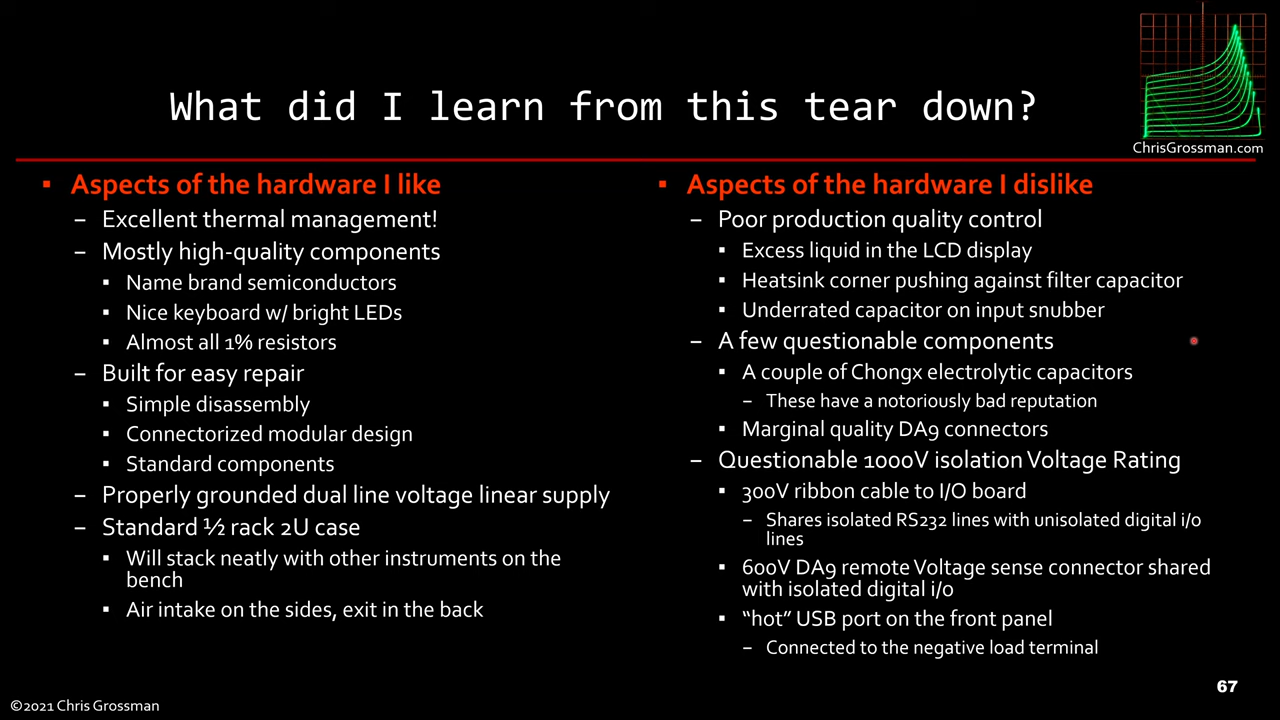 ChrisGrossman.com
What did I learn from this tear down?
▪ Aspects of the hardware I like
– Excellent thermal management!
– Mostly high-quality components
▪ Name brand semiconductors
▪ Nice keyboard w/ bright LEDs
▪ Almost all 1% resistors
– Built for easy repair
▪ Simple disassembly
▪ Connectorized modular design
▪ Standard components
– Properly grounded dual line voltage linear supply
– Standard ½ rack 2U case
▪ Will stack neatly with other instruments on the
bench
▪ Air intake on the sides, exit in the back
▪ Aspects of the hardware I dislike
– Poor production quality control
▪ Excess liquid in the LCD display
▪ Heatsink corner pushing against filter capacitor
▪ Underrated capacitor on input snubber
– A few questionable components
▪ A couple of Chongx electrolytic capacitors
– These have a notoriously bad reputation
▪ Marginal quality DA9 connectors
– Questionable 1000V isolation Voltage Rating
▪ 300V ribbon cable to I/O board
– Shares isolated RS232 lines with unisolated digital i/o
lines
▪ 600V DA9 remote Voltage sense connector shared
with isolated digital i/o
▪ “hot” USB port on the front panel
– Connected to the negative load terminal
67
©2021 Chris Grossman